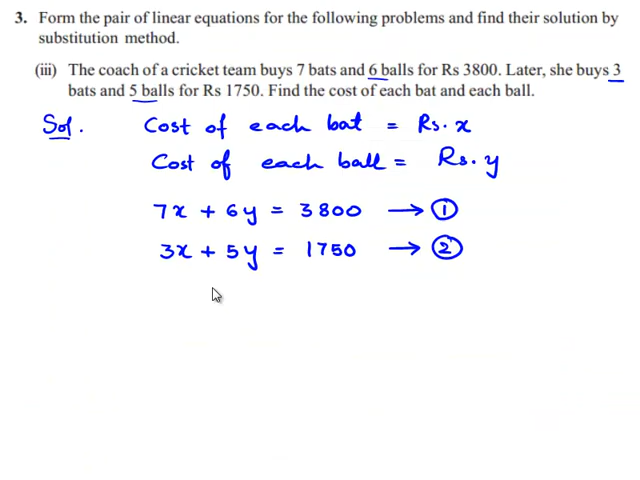 3. Form the pair of linear equations for the following problems and find their solution by
substitution method.
(iii) The coach of a cricket team buys 7 bats and 6 balls for Rs 3800. Later, she buys 3
bats and 5 balls for Rs 1750. Find the cost of each bat and each ball.
Sol. Cost of each bat = Rs. x
Cost of each ball = Rs. y
7x + 6y = 3800 → ①
3x + 5y = 1750 → ②